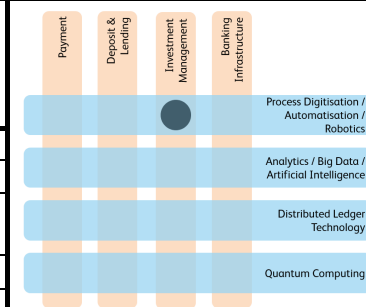 Payment
Deposit &
Lending
Investment
Management
Banking
Infrastructure
Process Digitisation /
Automatisation /
Robotics
Analytics / Big Data /
Artificial Intelligence
Distributed Ledger
Technology
Quantum Computing